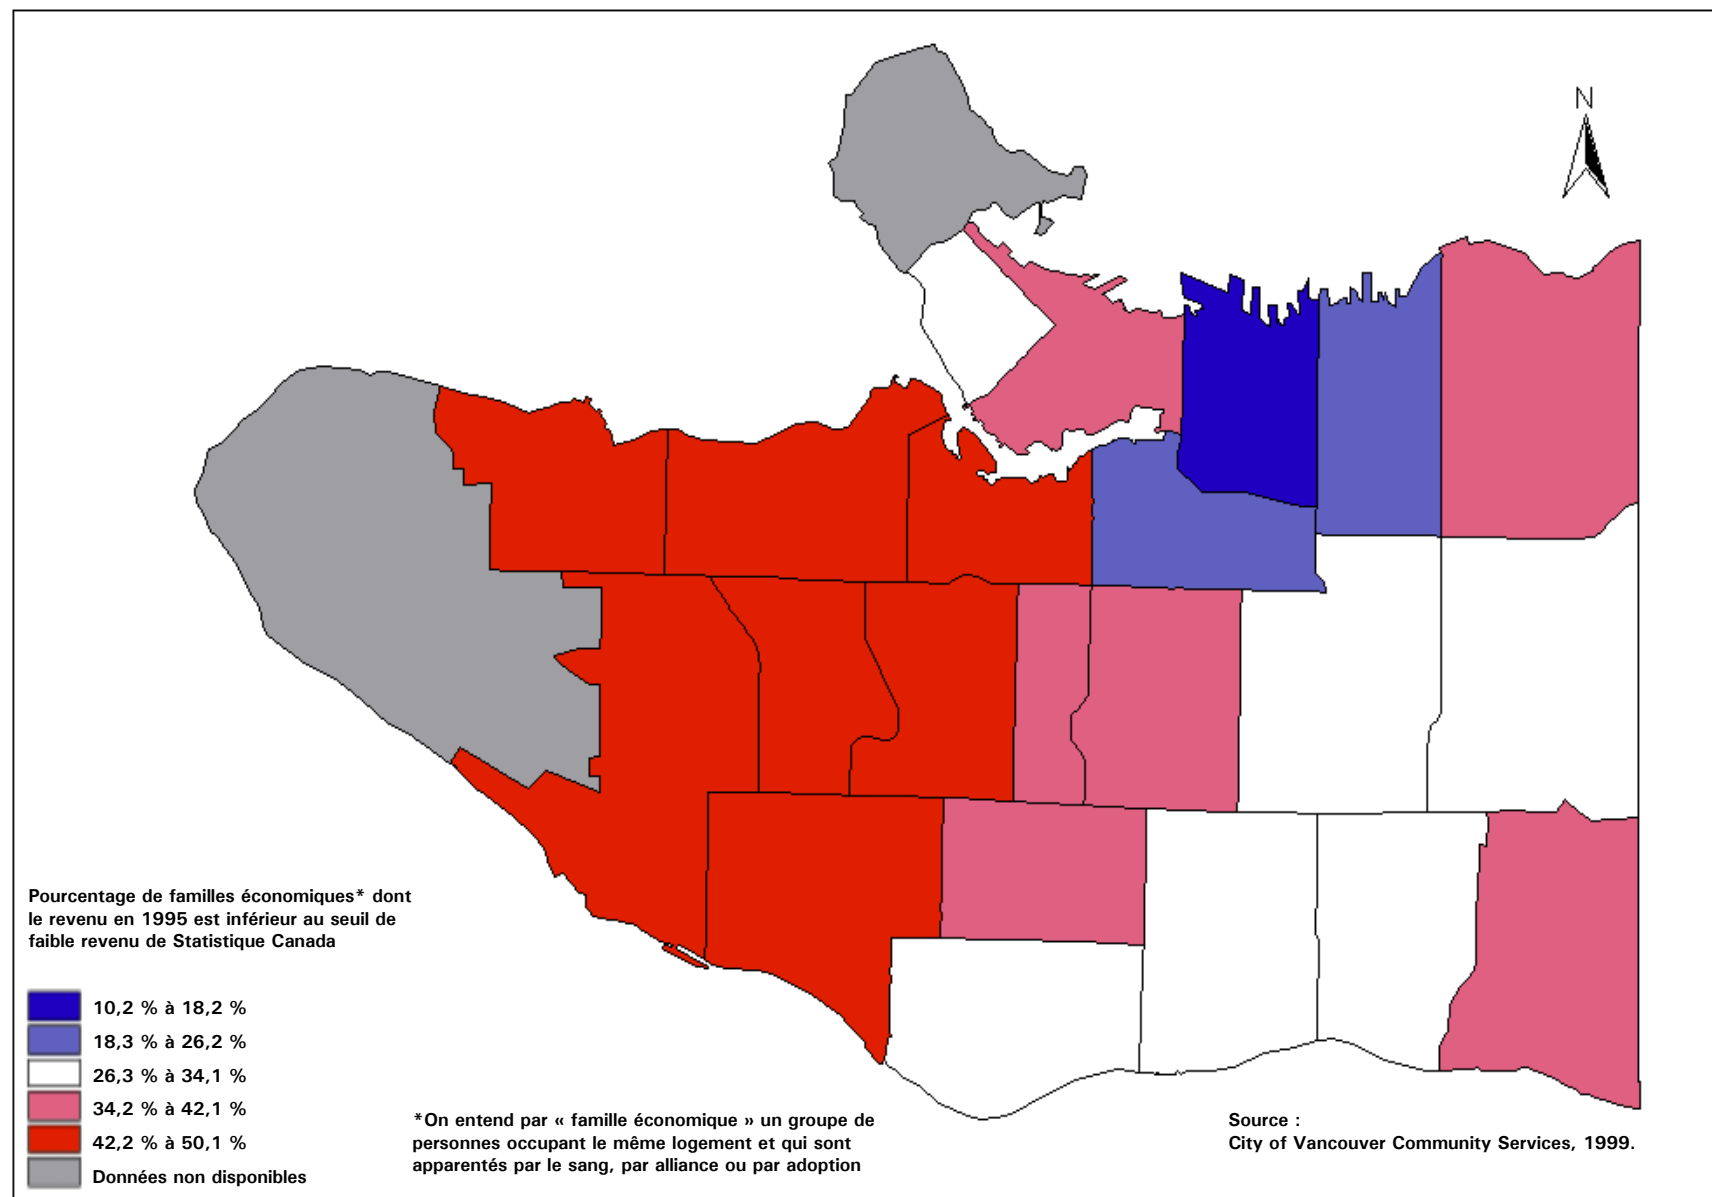 N
Pourcentage de familles économiques* dont
le revenu en 1995 est inférieur au seuil de
faible revenu de Statistique Canada
10,2 % à 18,2 %
18,3 % à 26,2 %
26,3 % à 34,1 %
34,2 % à 42,1 %
42,2 % à 50,1 %
Données non disponibles
*On entend par « famille économique » un groupe de
personnes occupant le même logement et qui sont
apparentés par le sang, par alliance ou par adoption
Source :
City of Vancouver Community Services, 1999.